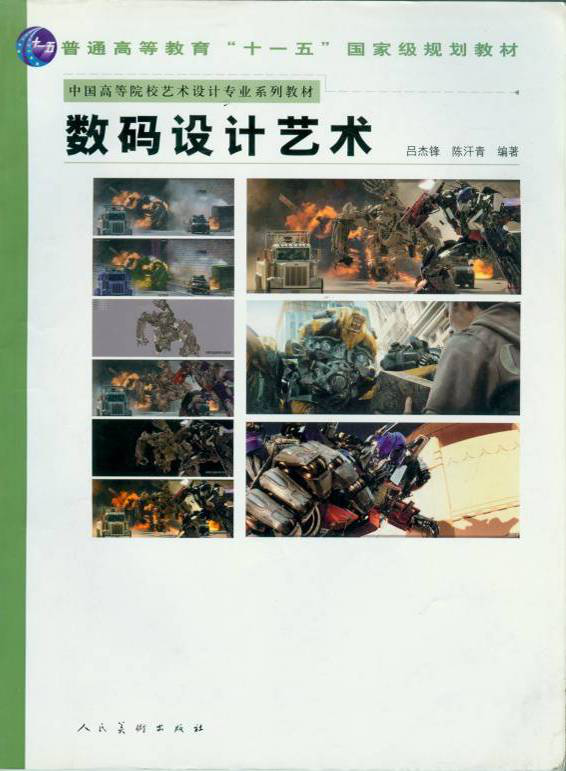 十一五
普通高等教育“十一五”国家级规划教材
中国高等院校艺术设计专业系列教材
数码设计艺术
吕杰锋 陈汗青 编著
人民美術出版社